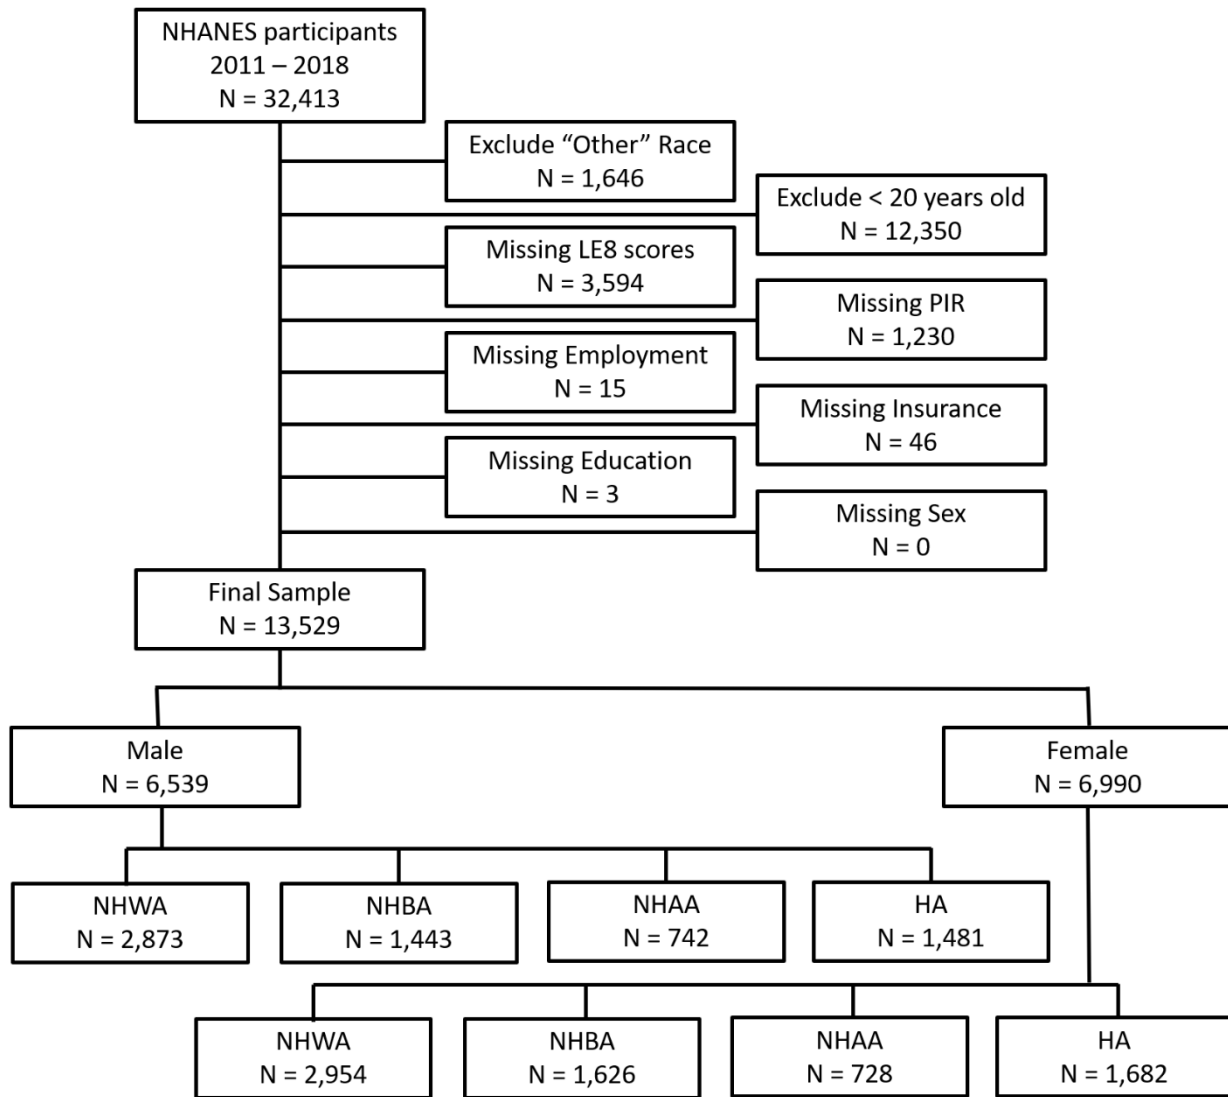 NHANES participants
2011 – 2018
N = 32,413
Exclude “Other” Race
N = 1,646
Exclude < 20 years old
N = 12,350
Missing LE8 scores
N = 3,594
Missing PIR
N = 1,230
Missing Employment
N = 15
Missing Insurance
N = 46
Missing Education
N = 3
Missing Sex
N = 0
Final Sample
N = 13,529
Male
N = 6,539
Female
N = 6,990
NHWA
N = 2,873
NHBA
N = 1,443
NHAA
N = 742
HA
N = 1,481
NHWA
N = 2,954
NHBA
N = 1,626
NHAA
N = 728
HA
N = 1,682